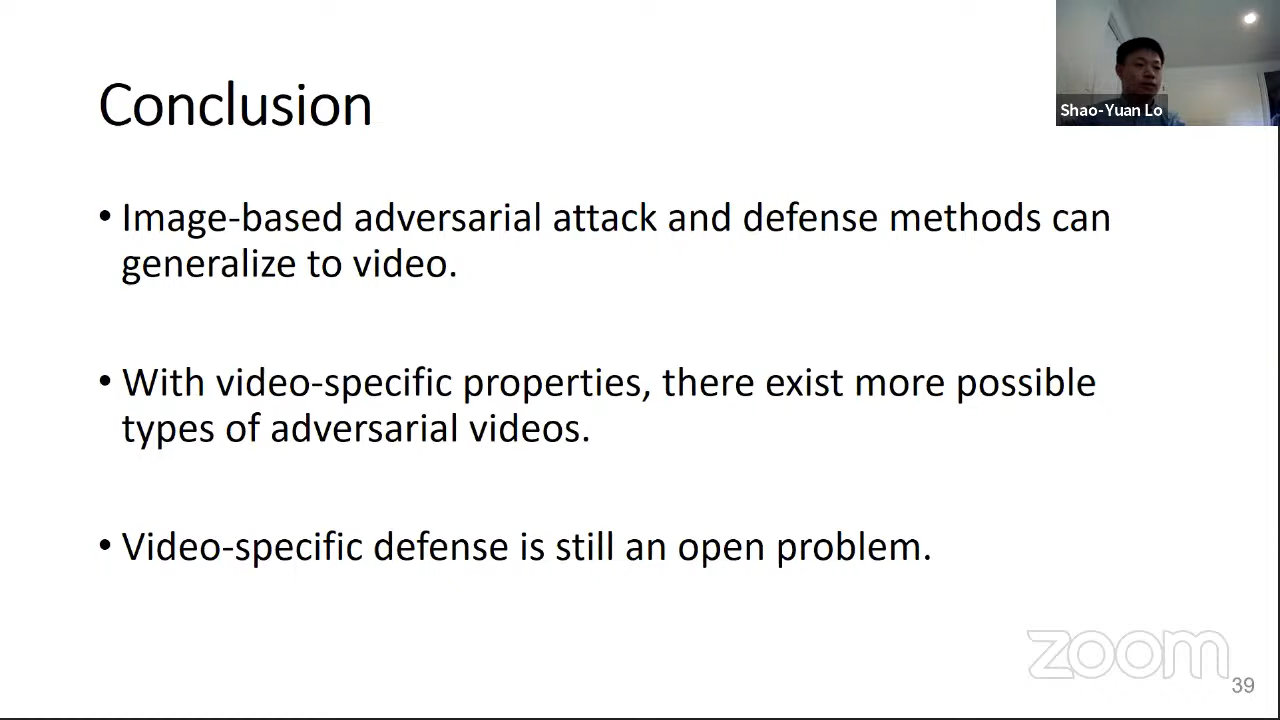 Conclusion
Shao-Yuan Lo
• Image-based adversarial attack and defense methods can
generalize to video.
• With video-specific properties, there exist more possible
types of adversarial videos.
• Video-specific defense is still an open problem.
zoom
39